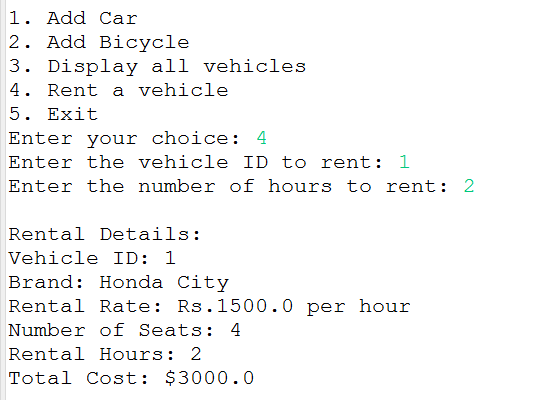 1. Add Car
2. Add Bicycle
3. Display all vehicles
4. Rent a vehicle
5. Exit
Enter your choice: 4
Enter the vehicle ID to rent: 1
Enter the number of hours to rent: 2
Rental Details:
Vehicle ID: 1
Brand: Honda City
Rental Rate: Rs.1500.0 per hour
Number of Seats: 4
Rental Hours: 2
Total Cost: $3000.0